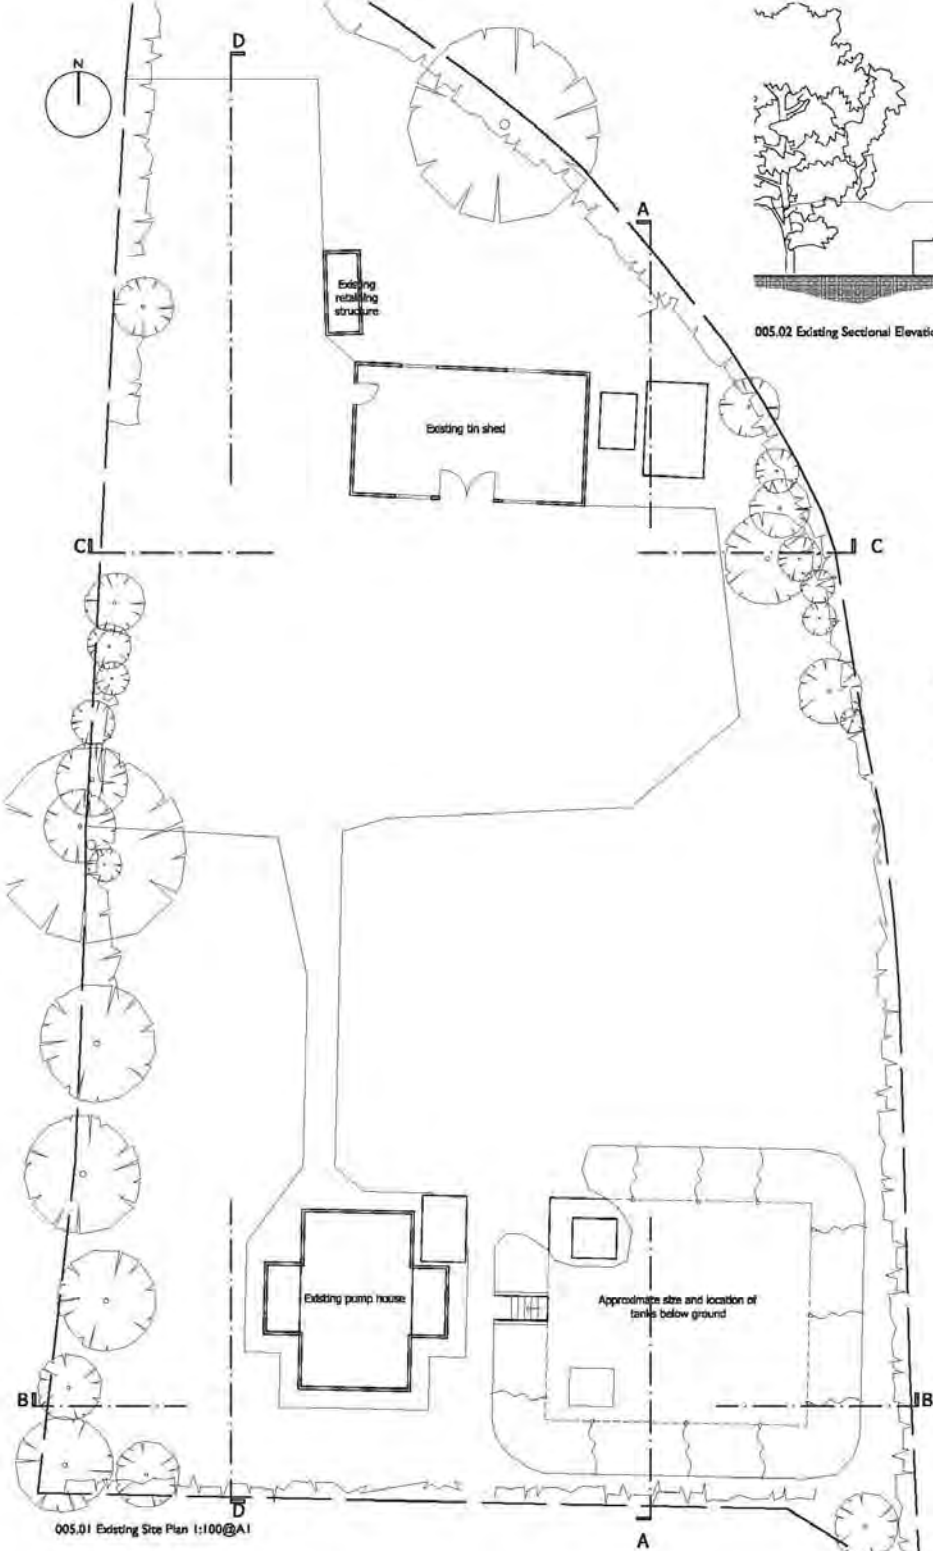 D
N
A
Existing
retaining
structure
005.02 Existing Sectional Elevatio
Existing tin shed
C
C
Existing pump house
Approximate size and location of
tanks below ground
B
B
D
005.01 Existing Site Plan 1:100@A1
A